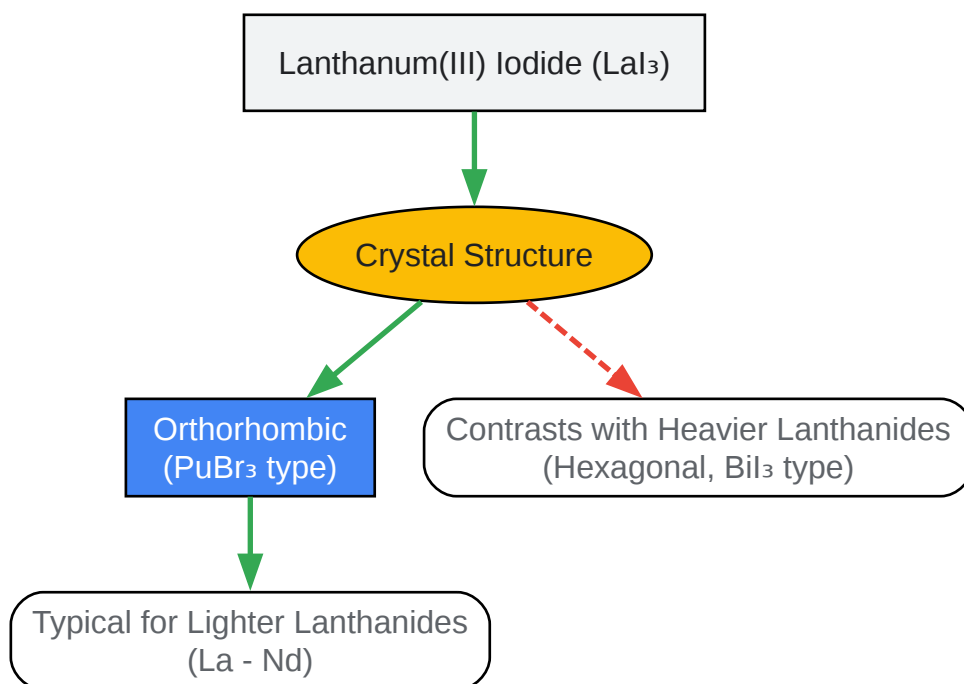 Lanthanum(III) Iodide (LaI₃)
Crystal Structure
Orthorhombic
(PuBr₃ type)
Contrasts with Heavier Lanthanides
(Hexagonal, BiI₃ type)
Typical for Lighter Lanthanides
(La - Nd)